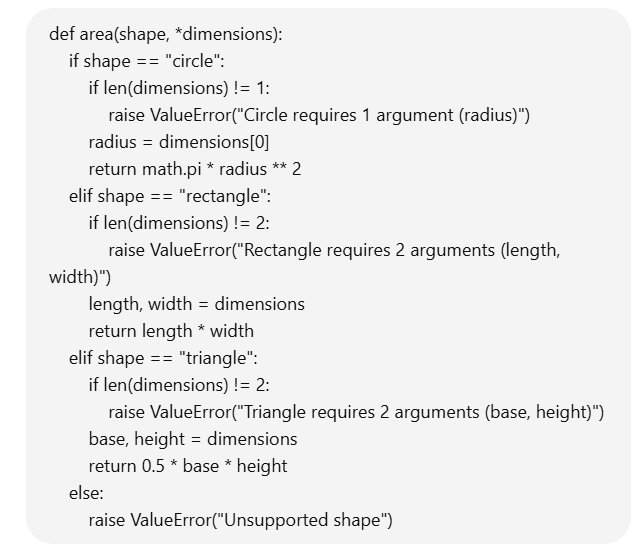 def area(shape, *dimensions):
    if shape == "circle":
        if len(dimensions) != 1:
            raise ValueError("Circle requires 1 argument (radius)")
        radius = dimensions[0]
        return math.pi * radius ** 2
    elif shape == "rectangle":
        if len(dimensions) != 2:
            raise ValueError("Rectangle requires 2 arguments (length,
width)")
        length, width = dimensions
        return length * width
    elif shape == "triangle":
        if len(dimensions) != 2:
            raise ValueError("Triangle requires 2 arguments (base, height)")
        base, height = dimensions
        return 0.5 * base * height
    else:
        raise ValueError("Unsupported shape")